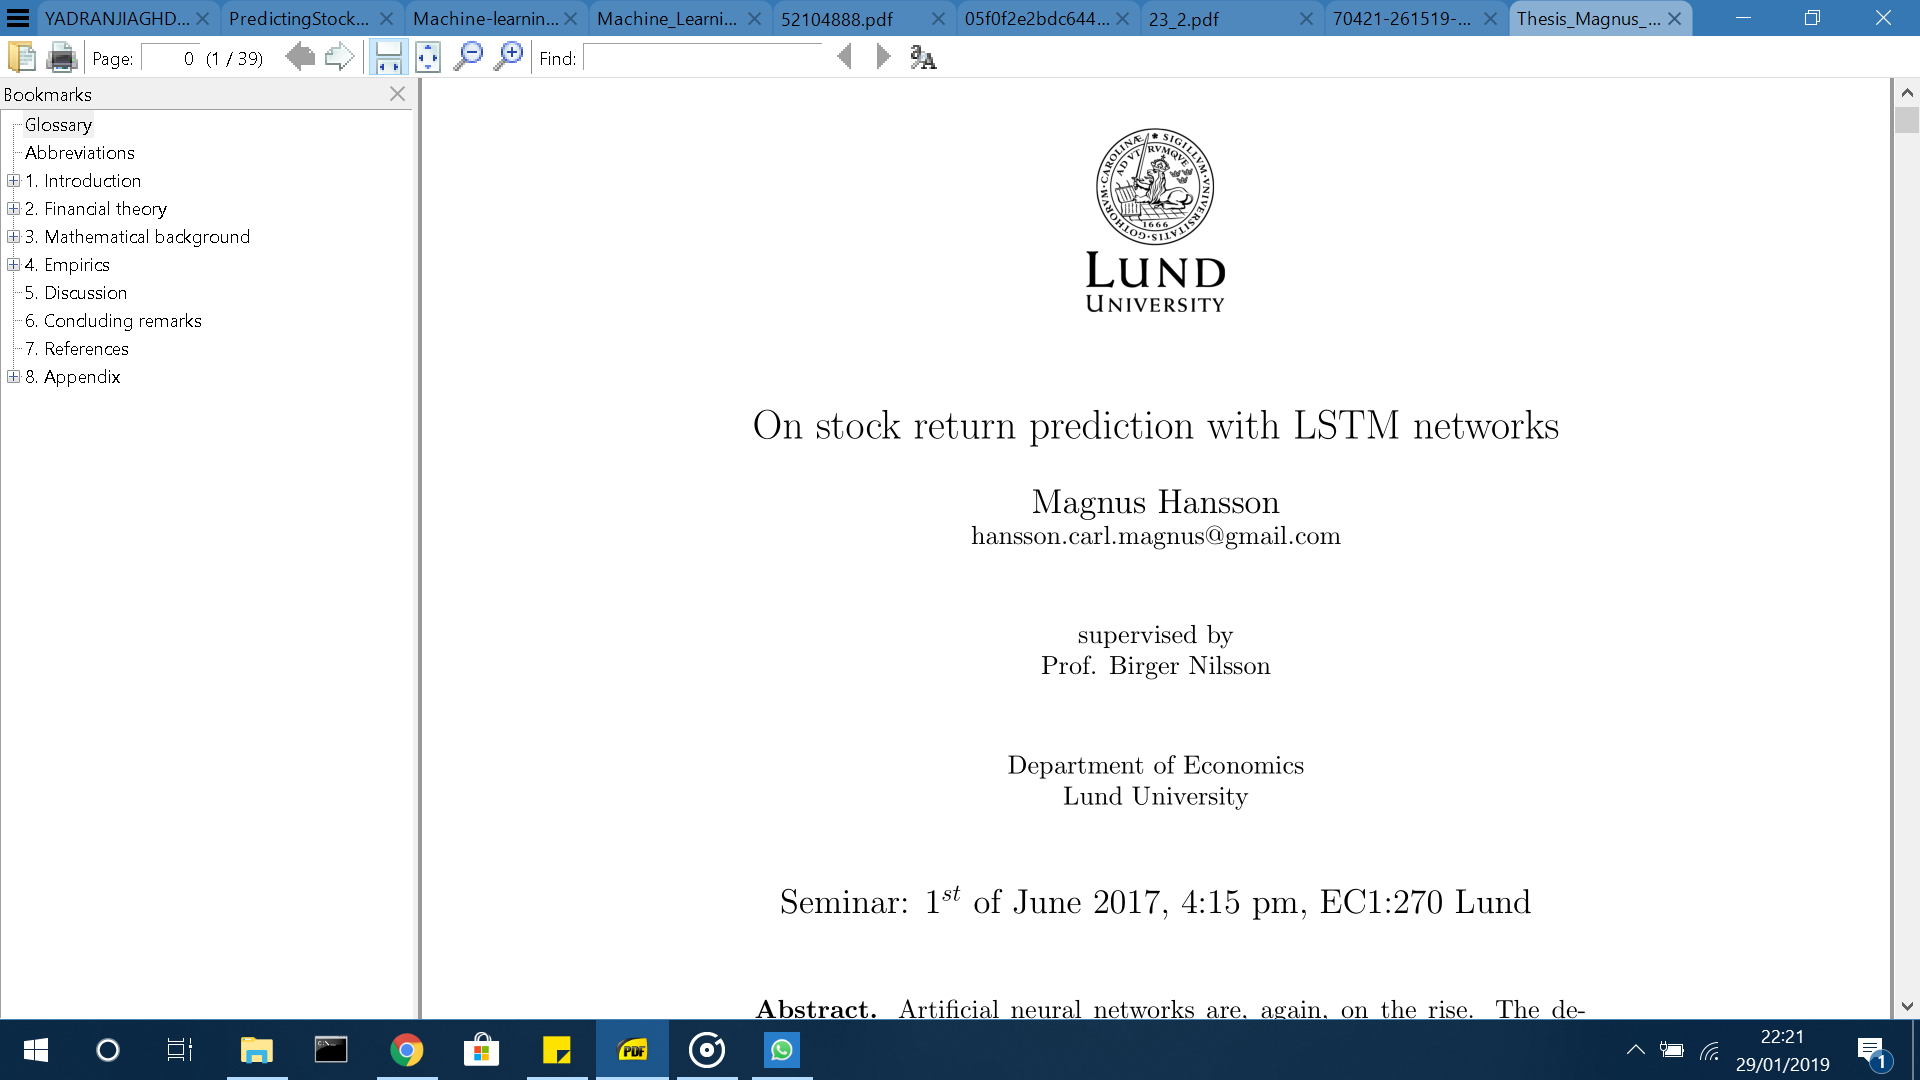 YADRANJIAGHD...
PredictingStock...
Machine-learnin...
Machine_Learni...
52104888.pdf
05f0f2e2bdc644...
23_2.pdf
70421-261519-...
Thesis_Magnus_...
Page: 0 (1 / 39)
Find:
Bookmarks
Glossary
Abbreviations
1. Introduction
2. Financial theory
3. Mathematical background
4. Empirics
5. Discussion
6. Concluding remarks
7. References
8. Appendix
SIGILLVM·VNIVERSITATIS·GOTHORVM·CAROLINÆ
AD VTRVMQVE
1666
LUND
UNIVERSITY
On stock return prediction with LSTM networks
Magnus Hansson
hansson.carl.magnus@gmail.com
supervised by
Prof. Birger Nilsson
Department of Economics
Lund University
Seminar: 1st of June 2017, 4:15 pm, EC1:270 Lund
Abstract. Artificial neural networks are, again, on the rise. The de-
PDF
22:21
29/01/2019
1